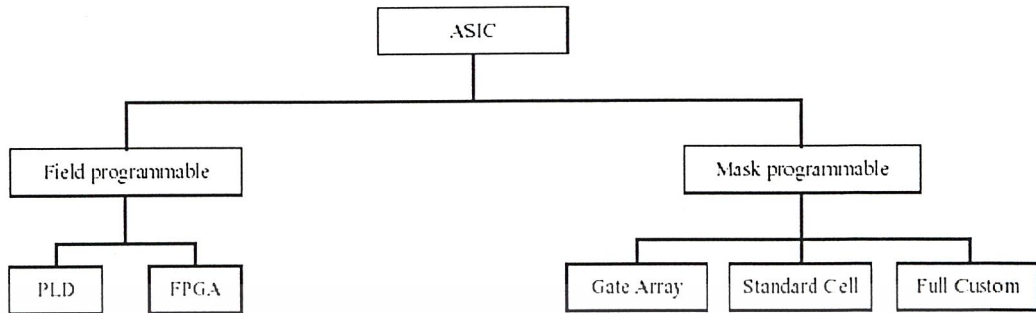 ASIC
Field programmable
Mask programmable
PLD
FPGA
Gate Array
Standard Cell
Full Custom